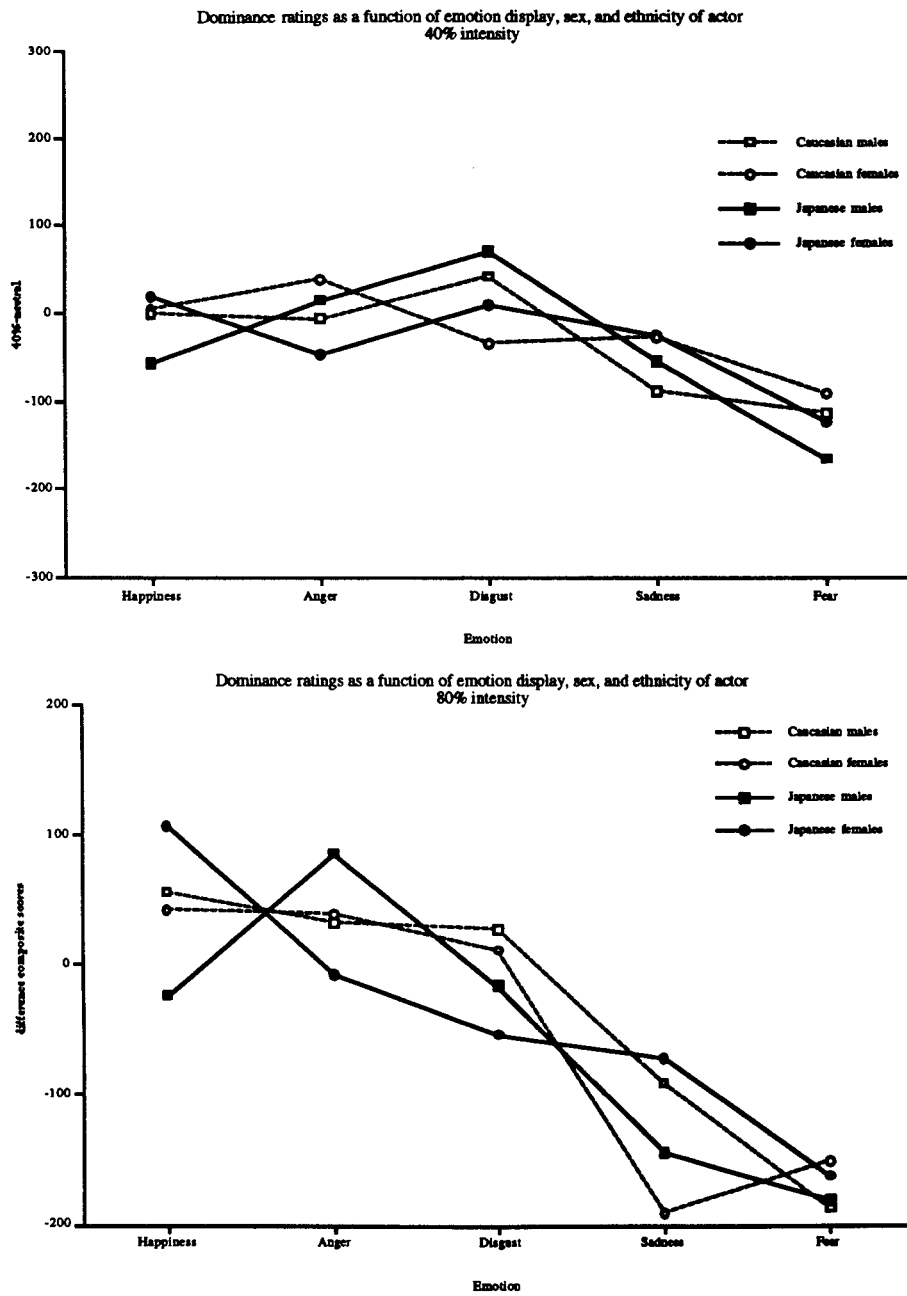 Dominance ratings as a function of emotion display, sex, and ethnicity of actor
40% intensity
300
200
100
0
-100
-200
-300
40%-neutral
Caucasian males
Caucasian females
Japanese males
Japanese females
Happiness
Anger
Disgust
Sadness
Fear
Emotion
Dominance ratings as a function of emotion display, sex, and ethnicity of actor
80% intensity
200
100
0
-100
-200
difference composite scores
Caucasian males
Caucasian females
Japanese males
Japanese females
Happiness
Anger
Disgust
Sadness
Fear
Emotion